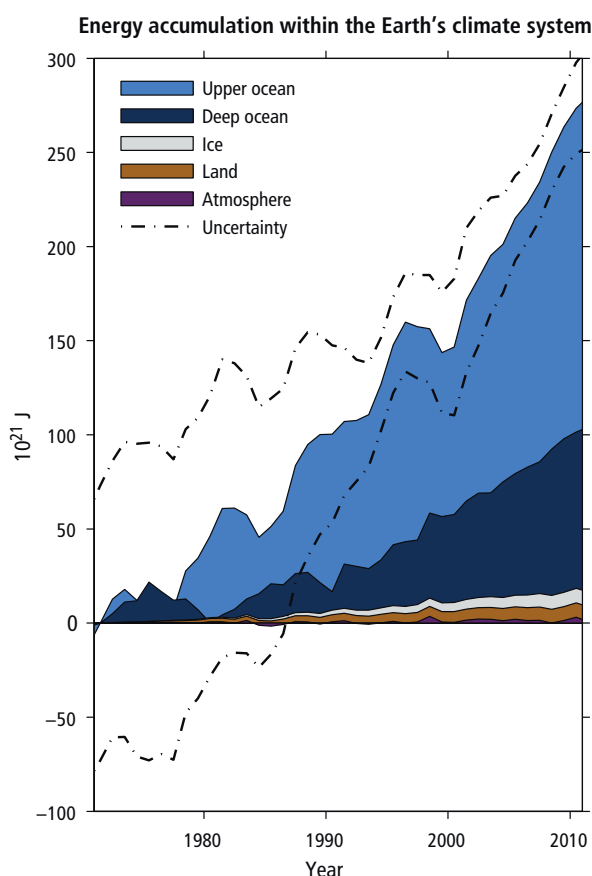 Energy accumulation within the Earth's climate system
300
Upper ocean
Deep ocean
250
Ice
Land
Atmosphere
200
Uncertainty
150
10²¹ J
100
50
0
−50
−100
1980 1990 2000 2010
Year